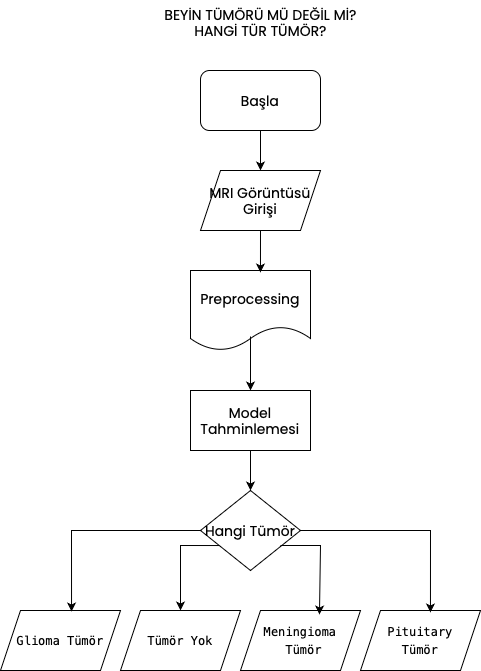 BEYİN TÜMÖRÜ MÜ DEĞİL Mİ?
HANGİ TÜR TÜMÖR?
Başla
MRI Görüntüsü
Girişi
Preprocessing
Model
Tahminlemesi
Hangi Tümör
Glioma Tümör
Tümör Yok
Meningioma
Tümör
Pituitary
Tümör